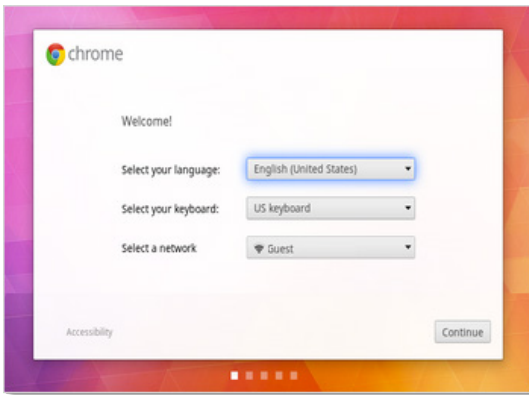 chrome
Welcome!
Select your language: English (United States)
Select your keyboard: US keyboard
Select a network Guest
Accessibility Continue